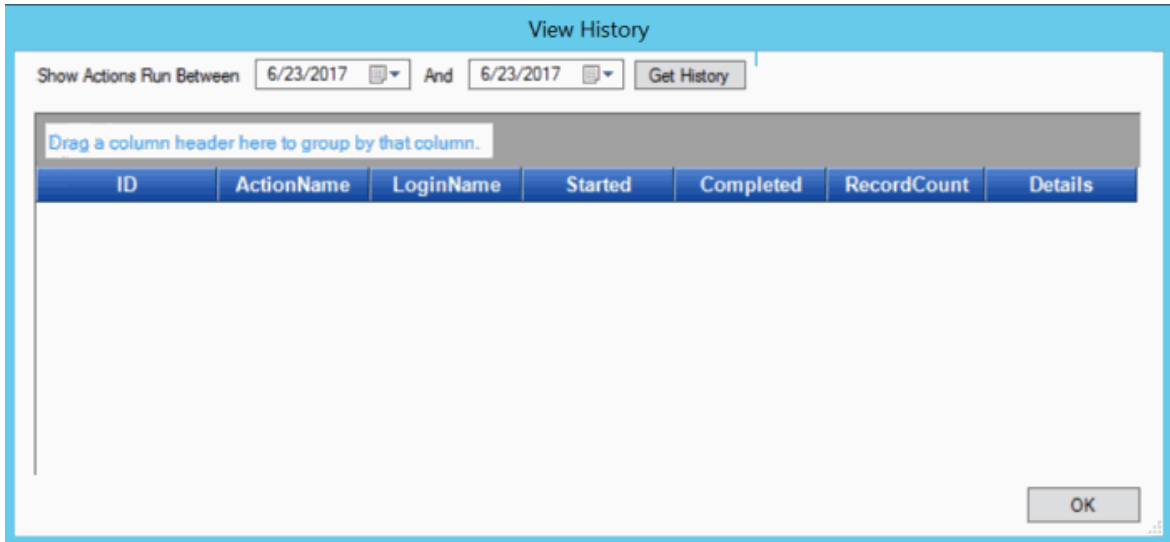 View History
Show Actions Run Between 6/23/2017 And 6/23/2017 Get History
Drag a column header here to group by that column.
ID ActionName LoginName Started Completed RecordCount Details
OK